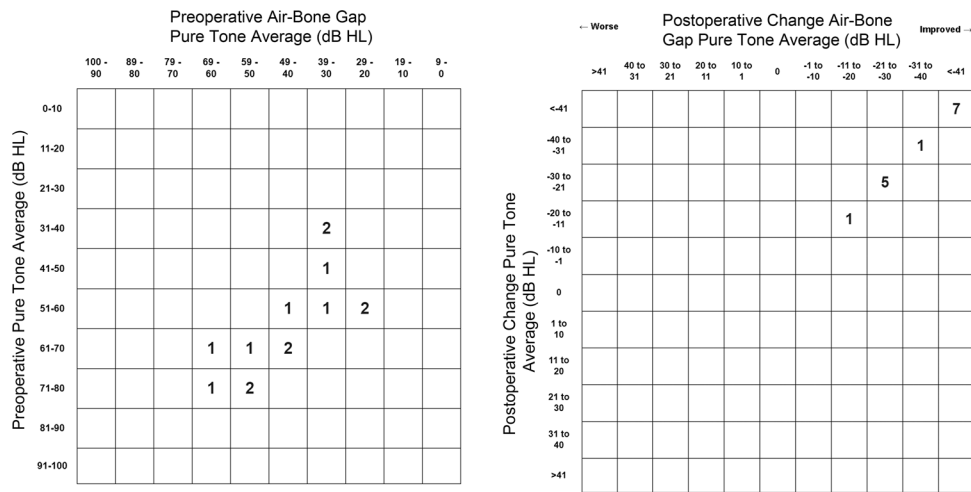 Preoperative Air-Bone Gap
Pure Tone Average (dB HL)
100 - 89 - 79 - 69 - 59 - 49 - 39 - 29 - 19 - 9 -
90 80 70 60 50 40 30 20 10 0
Preoperative Pure Tone Average (dB HL)
0-10
11-20
21-30
31-40 2
41-50 1
51-60 1 1 2
61-70 1 1 2
71-80 1 2
81-90
91-100
← Worse
Postoperative Change Air-Bone
Gap Pure Tone Average (dB HL)
Improved →
>41 40 to 30 to 20 to 10 to 0 -1 to -11 to -21 to -31 to <-41
31 21 11 1 -10 -20 -30 -40
Postoperative Change Pure Tone
Average (dB HL)
<-41 7
-40 to
-31 1
-30 to
-21 5
-20 to
-11 1
-10 to
-1
0
1 to
10
11 to
20
21 to
30
31 to
40
>41